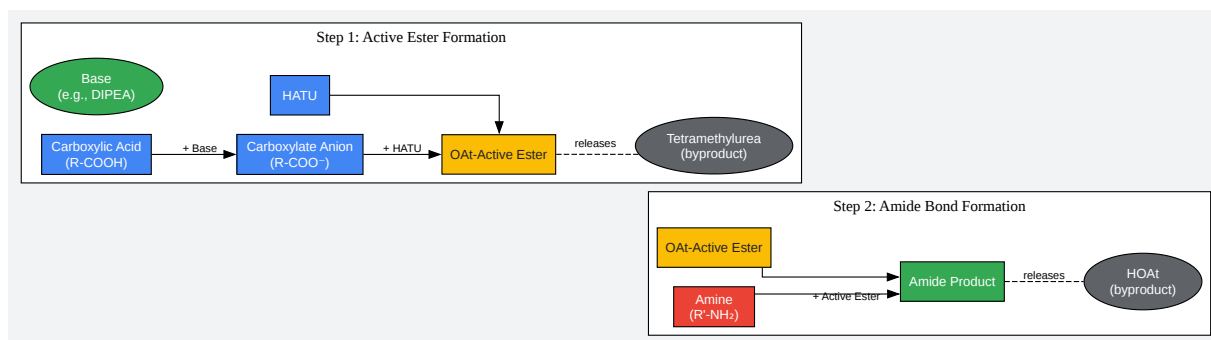 Step 1: Active Ester Formation
Base
(e.g., DIPEA)
HATU
Carboxylic Acid
(R-COOH)
+ Base
Carboxylate Anion
(R-COO⁻)
+ HATU
OAt-Active Ester
releases
Tetramethylurea
(byproduct)
Step 2: Amide Bond Formation
OAt-Active Ester
Amine
(R'-NH₂)
+ Active Ester
Amide Product
releases
HOAt
(byproduct)